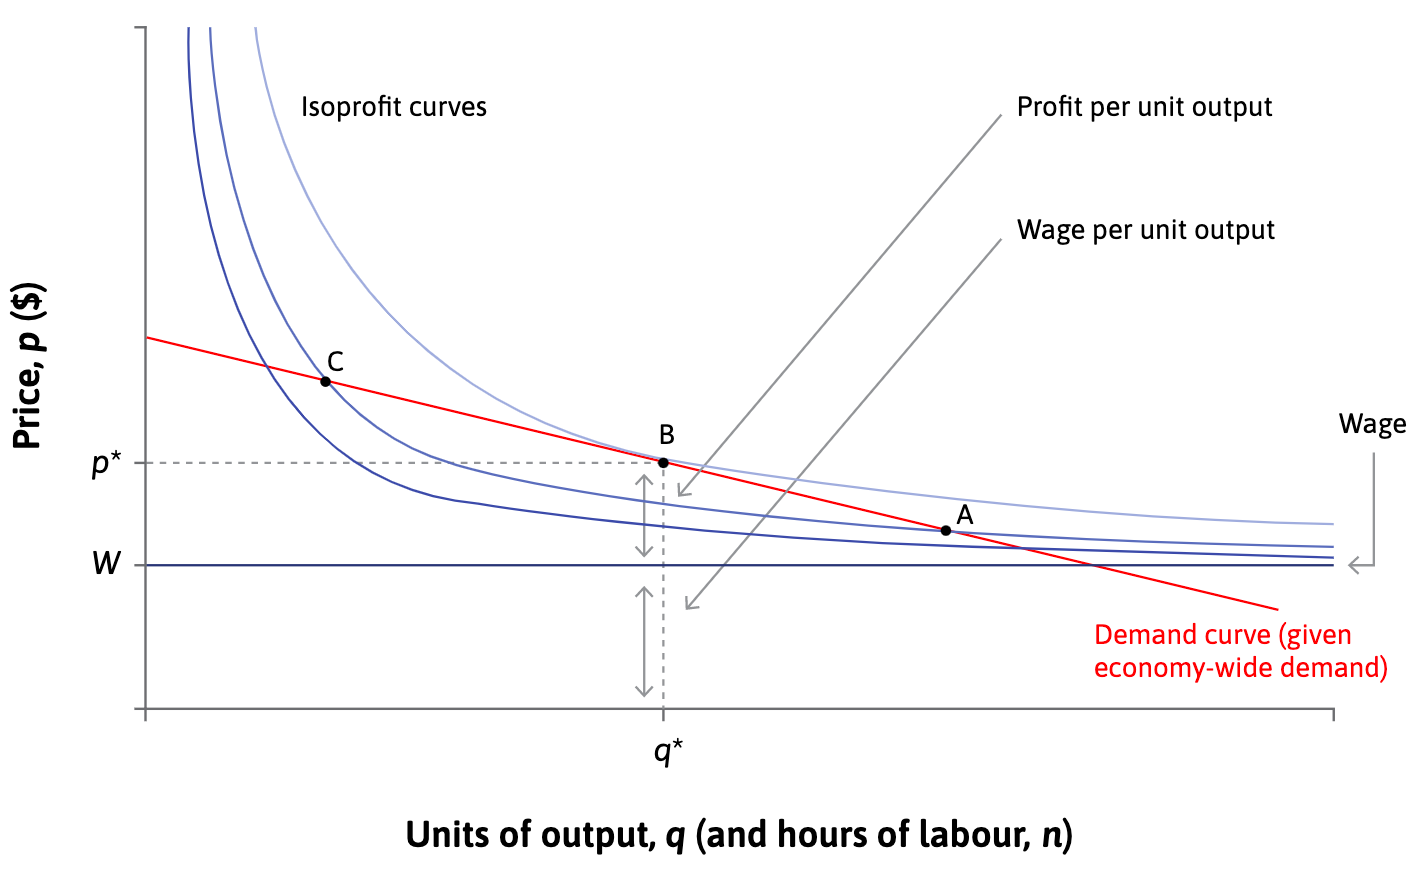 Isoprofit curves
Profit per unit output
Wage per unit output
Price, p ($)
C
B
Wage
p*
A
W
Demand curve (given
economy-wide demand)
q*
Units of output, q (and hours of labour, n)